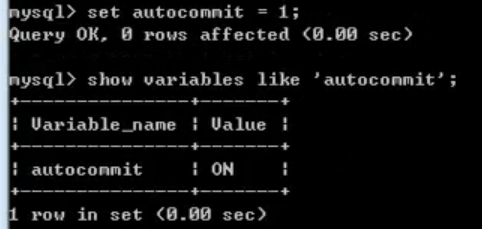 mysql> set autocommit = 1;
Query OK, 0 rows affected (0.00 sec)
mysql> show variables like 'autocommit';
+---------------+-------+
| Variable_name | Value |
+---------------+-------+
| autocommit    | ON    |
+---------------+-------+
1 row in set (0.00 sec)